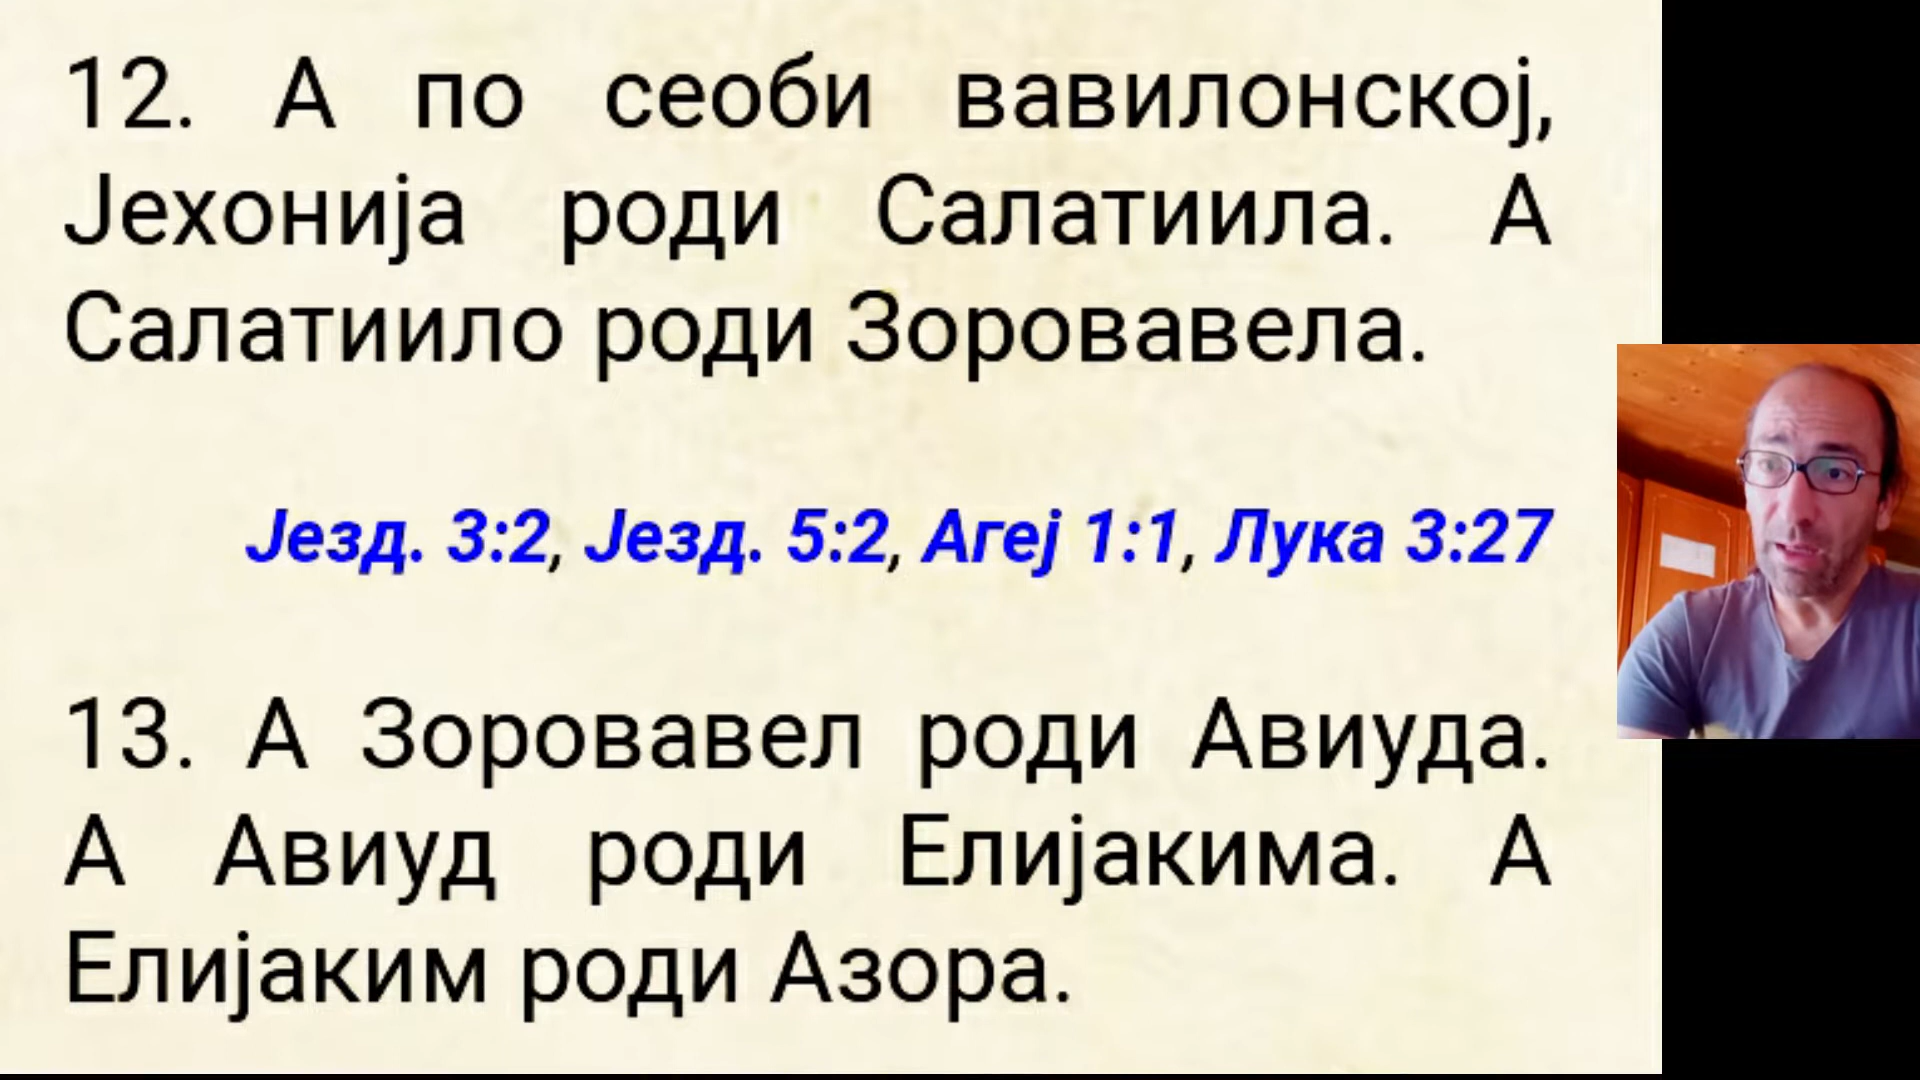 12. А по сеоби вавилонској,
Јехонија роди Салатиила. А
Салатиило роди Зоровавела.
Језд. 3:2, Језд. 5:2, Агеј 1:1, Лука 3:27
13. А Зоровавел роди Авиуда.
А Авиуд роди Елијакима. А
Елијаким роди Азора.